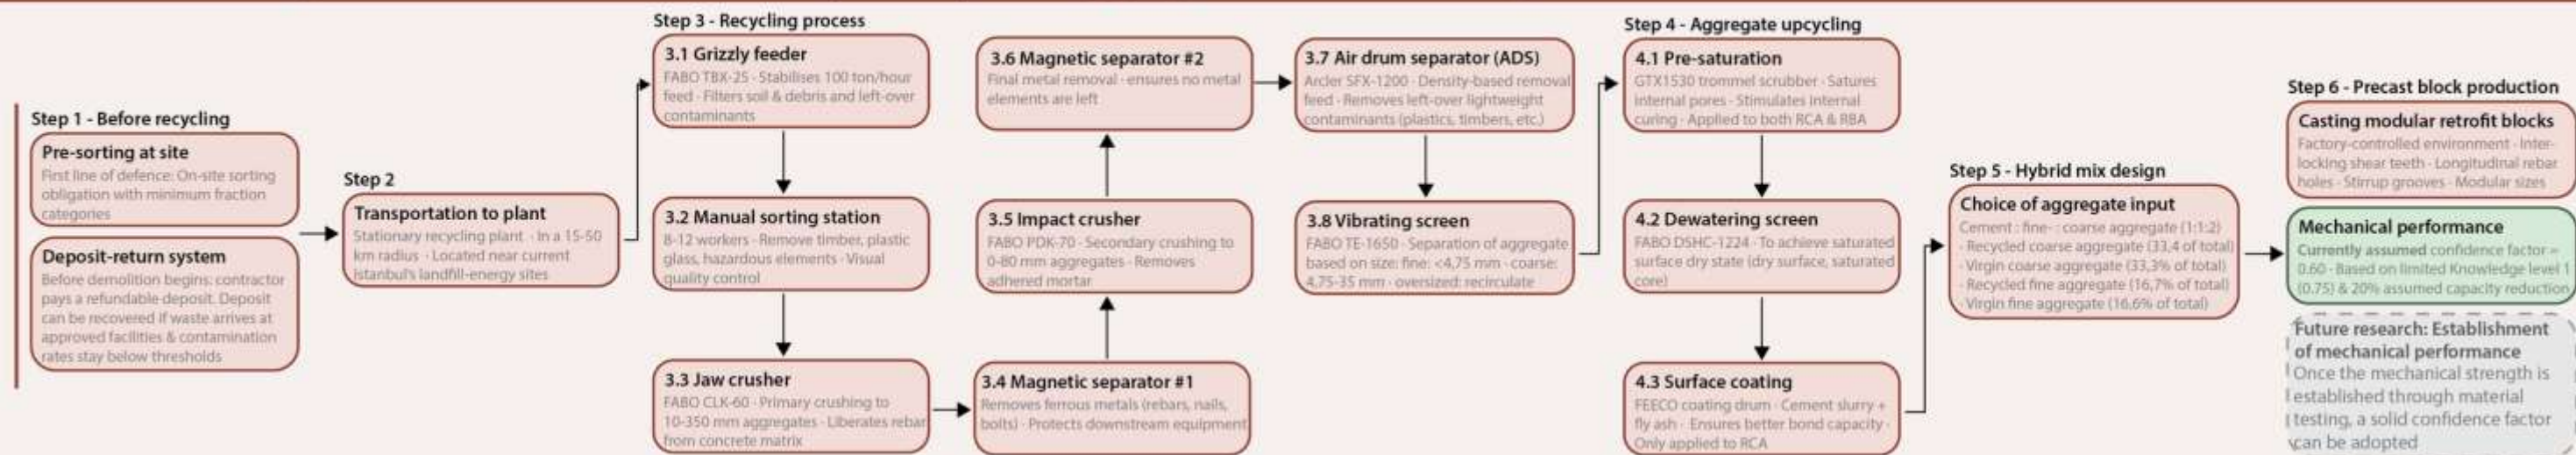 Step 1 - Before recycling
Pre-sorting at site
First line of defence: On-site sorting
obligation with minimum fraction
categories
Deposit-return system
Before demolition begins: contractor
pays a refundable deposit. Deposit
can be recovered if waste arrives at
approved facilities & contamination
rates stay below thresholds
Step 2
Transportation to plant
Stationary recycling plant · In a 15-50
km radius · Located near current
Istanbul's landfill-energy sites
Step 3 - Recycling process
3.1 Grizzly feeder
FABO TBX-25 · Stabilises 100 ton/hour
feed · Filters soil & debris and left-over
contaminants
3.2 Manual sorting station
8-12 workers · Remove timber, plastic
glass, hazardous elements · Visual
quality control
3.3 Jaw crusher
FABO CLK-60 · Primary crushing to
10-350 mm aggregates · Liberates rebar
from concrete matrix
3.4 Magnetic separator #1
Removes ferrous metals (rebars, nails,
bolts) · Protects downstream equipment
3.5 Impact crusher
FABO PDK-70 · Secondary crushing to
0-80 mm aggregates · Removes
adhered mortar
3.6 Magnetic separator #2
Final metal removal · ensures no metal
elements are left
3.7 Air drum separator (ADS)
Arcler SFX-1200 · Density-based removal
feed · Removes left-over lightweight
contaminants (plastics, timbers, etc.)
3.8 Vibrating screen
FABO TE-1650 · Separation of aggregate
based on size: fine: <4,75 mm · coarse:
4,75-35 mm · oversized: recirculate
Step 4 - Aggregate upcycling
4.1 Pre-saturation
GTX1530 trommel scrubber · Satures
internal pores · Stimulates internal
curing · Applied to both RCA & RBA
4.2 Dewatering screen
FABO DSHC-1224 · To achieve saturated
surface dry state (dry surface, saturated
core)
4.3 Surface coating
FEECO coating drum · Cement slurry +
fly ash · Ensures better bond capacity ·
Only applied to RCA
Step 5 - Hybrid mix design
Choice of aggregate input
Cement : fine- : coarse aggregate (1:1:2)
· Recycled coarse aggregate (33,4 of total)
· Virgin coarse aggregate (33,3% of total)
· Recycled fine aggregate (16,7% of total)
· Virgin fine aggregate (16,6% of total)
Step 6 - Precast block production
Casting modular retrofit blocks
Factory-controlled environment · Inter-
locking shear teeth · Longitudinal rebar
holes · Stirrup grooves · Modular sizes
Mechanical performance
Currently assumed confidence factor =
0.60 · Based on limited Knowledge level 1
(0.75) & 20% assumed capacity reduction
Future research: Establishment
of mechanical performance
Once the mechanical strength is
established through material
testing, a solid confidence factor
can be adopted